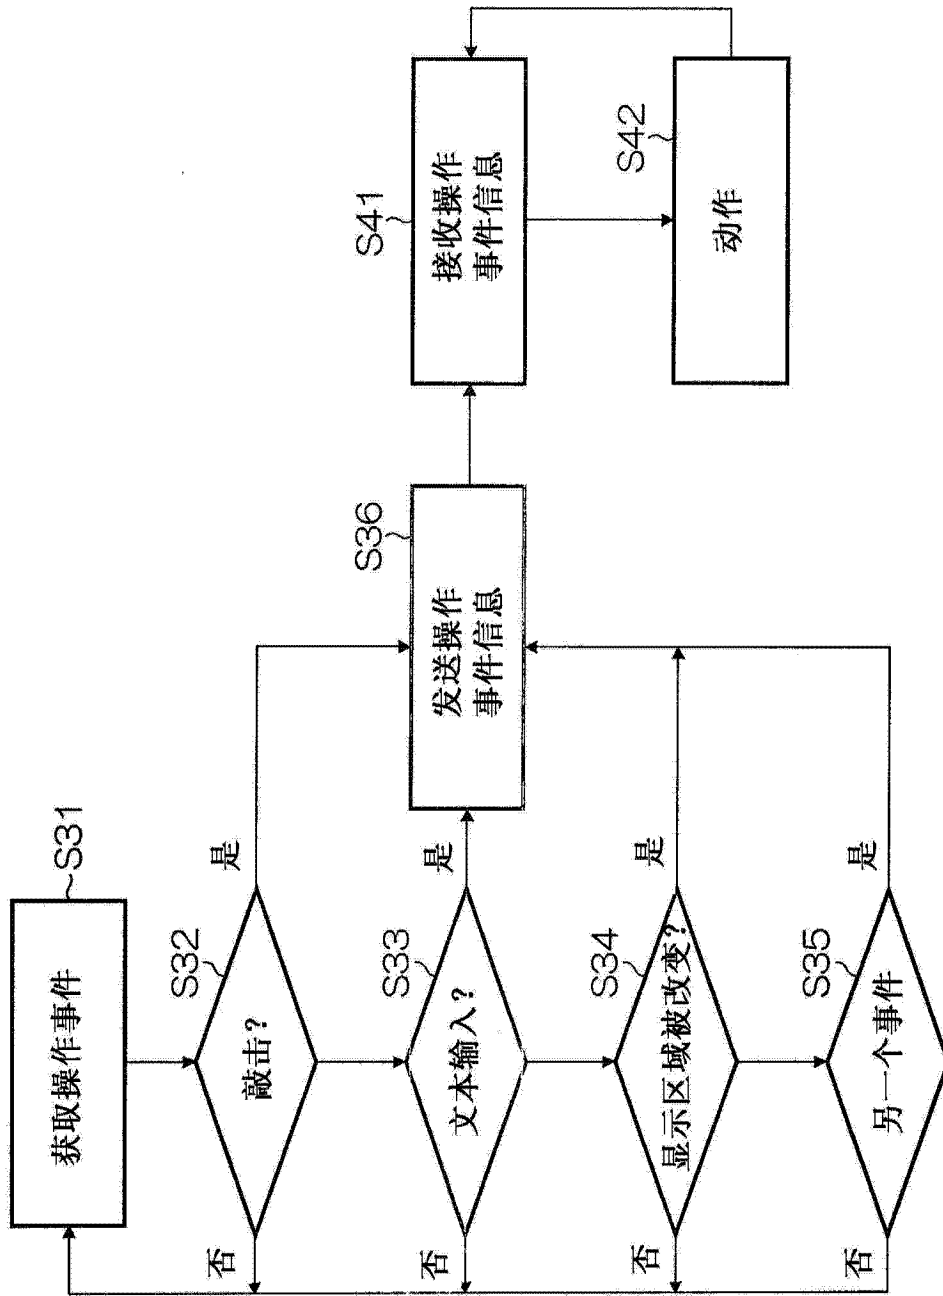 S31
获取操作事件
S32
敲击?
是
否
S33
文本输入?
是
否
S34
显示区域被改变?
是
否
S35
另一个事件
是
否
S36
发送操作
事件信息
S41
接收操作
事件信息
S42
动作